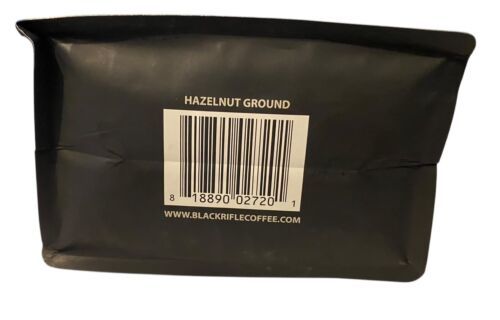 HAZELNUT GROUND
8 18890 02720 1
WWW.BLACKRIFLECOFFEE.COM